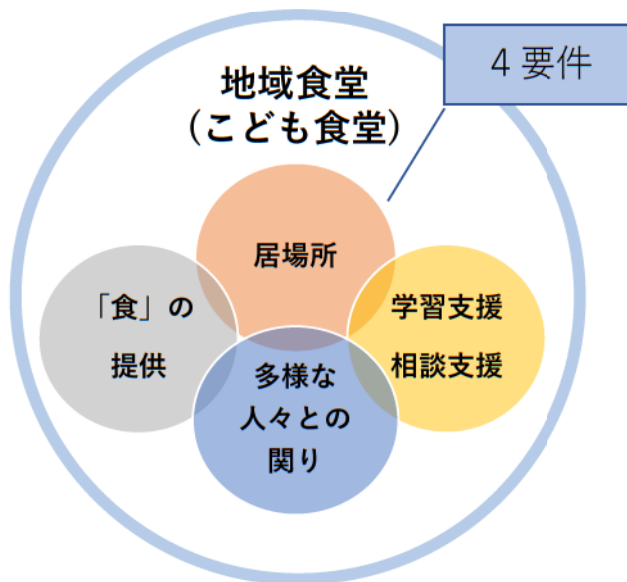 4 要件
地域食堂
(こども食堂)
居場所
「食」の
提供
学習支援
相談支援
多様な
人々との
関り